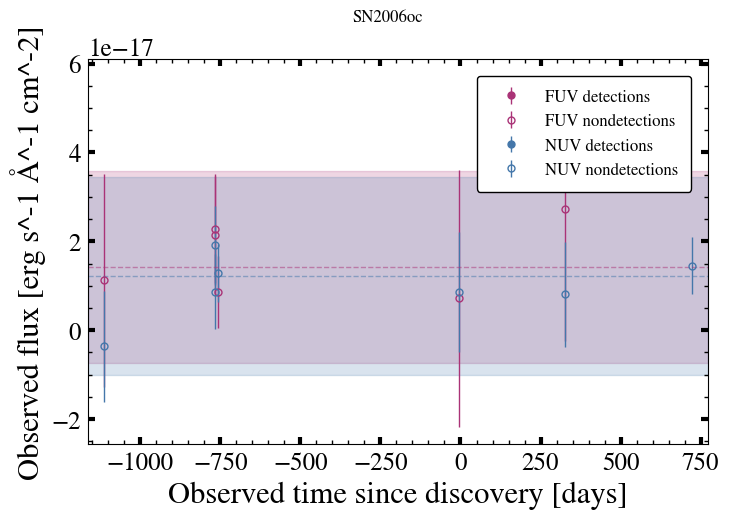 SN2006oc
1e−17
6
4
2
0
−2
Observed flux [erg s^-1 Å^-1 cm^-2]
FUV detections
FUV nondetections
NUV detections
NUV nondetections
−1000 −750 −500 −250 0 250 500 750
Observed time since discovery [days]